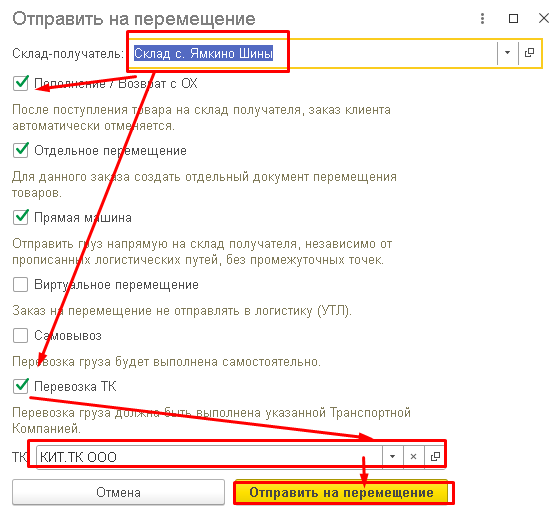 Отправить на перемещение
Склад-получатель: Склад с. Ямкино Шины
Пеполнение / Возврат с ОХ
После поступления товара на склад получателя, заказ клиента
автоматически отменяется.
Отдельное перемещение
Для данного заказа создать отдельный документ перемещения
товаров.
Прямая машина
Отправить груз напрямую на склад получателя, независимо от
прописанных логистических путей, без промежуточных точек.
Виртуальное перемещение
Заказ на перемещение не отправлять в логистику (УТЛ).
Самовывоз
Перевозка груза будет выполнена самостоятельно.
Перевозка ТК
Перевозка груза должна быть выполнена указанной Транспортной
Компанией.
ТК КИТ.ТК ООО
Отмена
Отправить на перемещение